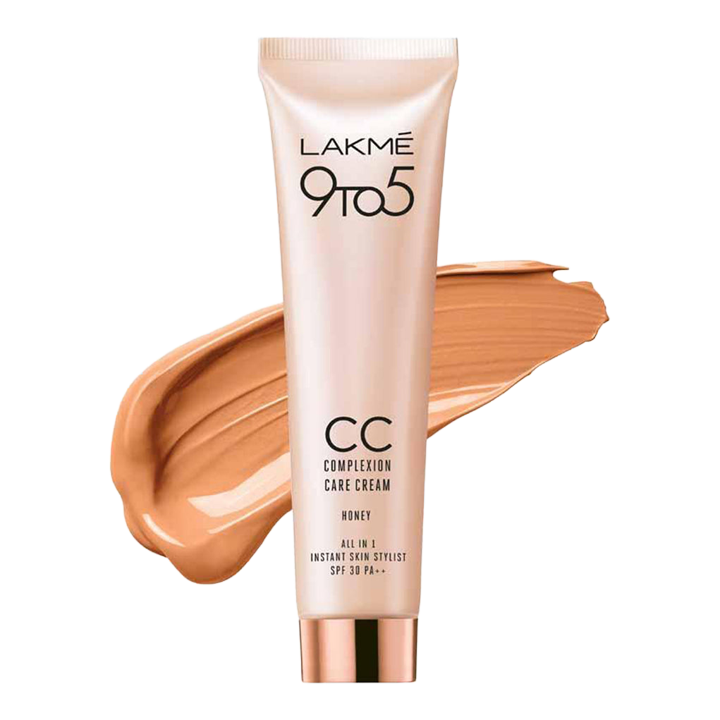 LAKMÉ
9TO5
CC
COMPLEXION
CARE CREAM
HONEY
ALL IN 1
INSTANT SKIN STYLIST
SPF 30 PA++